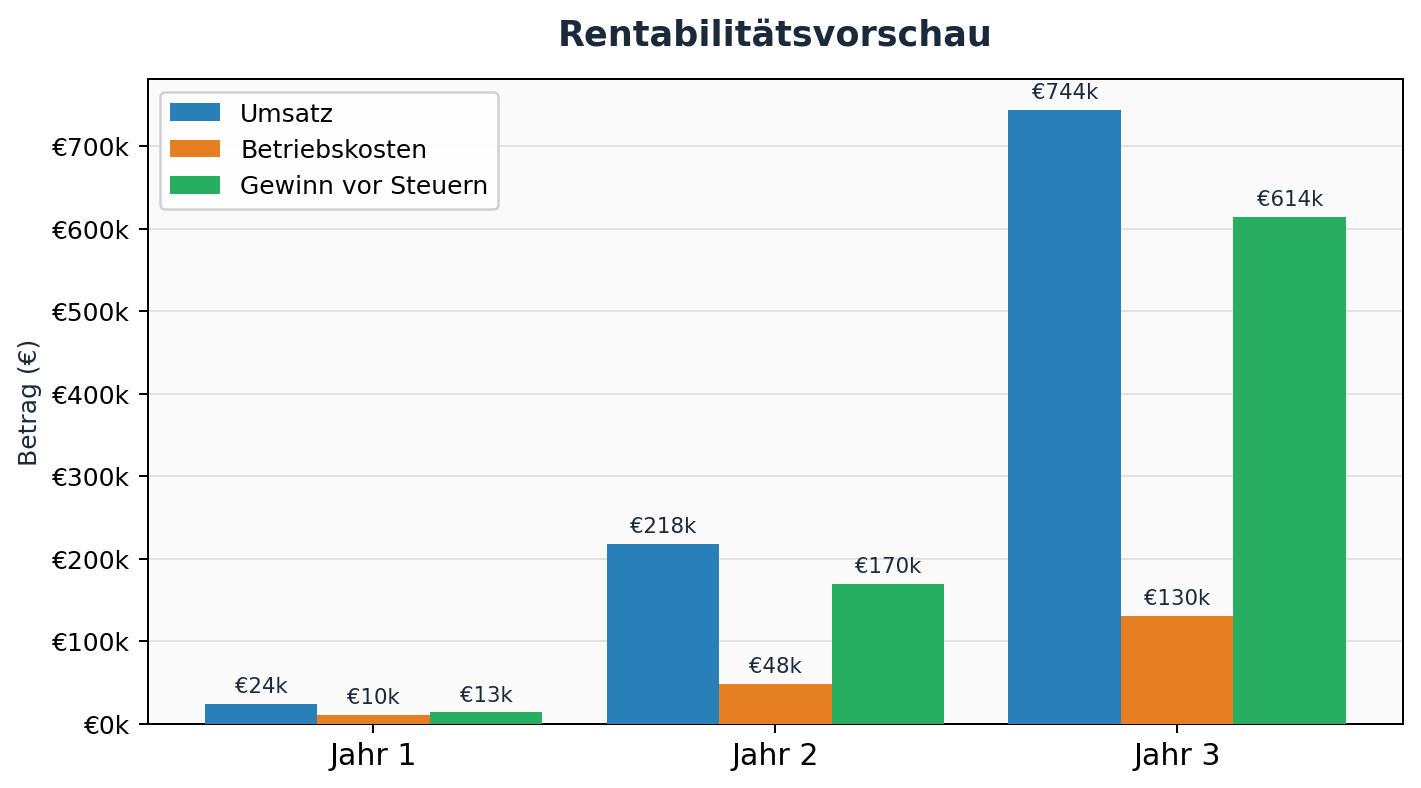 Rentabilitätsvorschau
Umsatz
Betriebskosten
Gewinn vor Steuern
Betrag (€)
€700k
€600k
€500k
€400k
€300k
€200k
€100k
€0k
€24k
€10k
€13k
€218k
€48k
€170k
€744k
€130k
€614k
Jahr 1
Jahr 2
Jahr 3